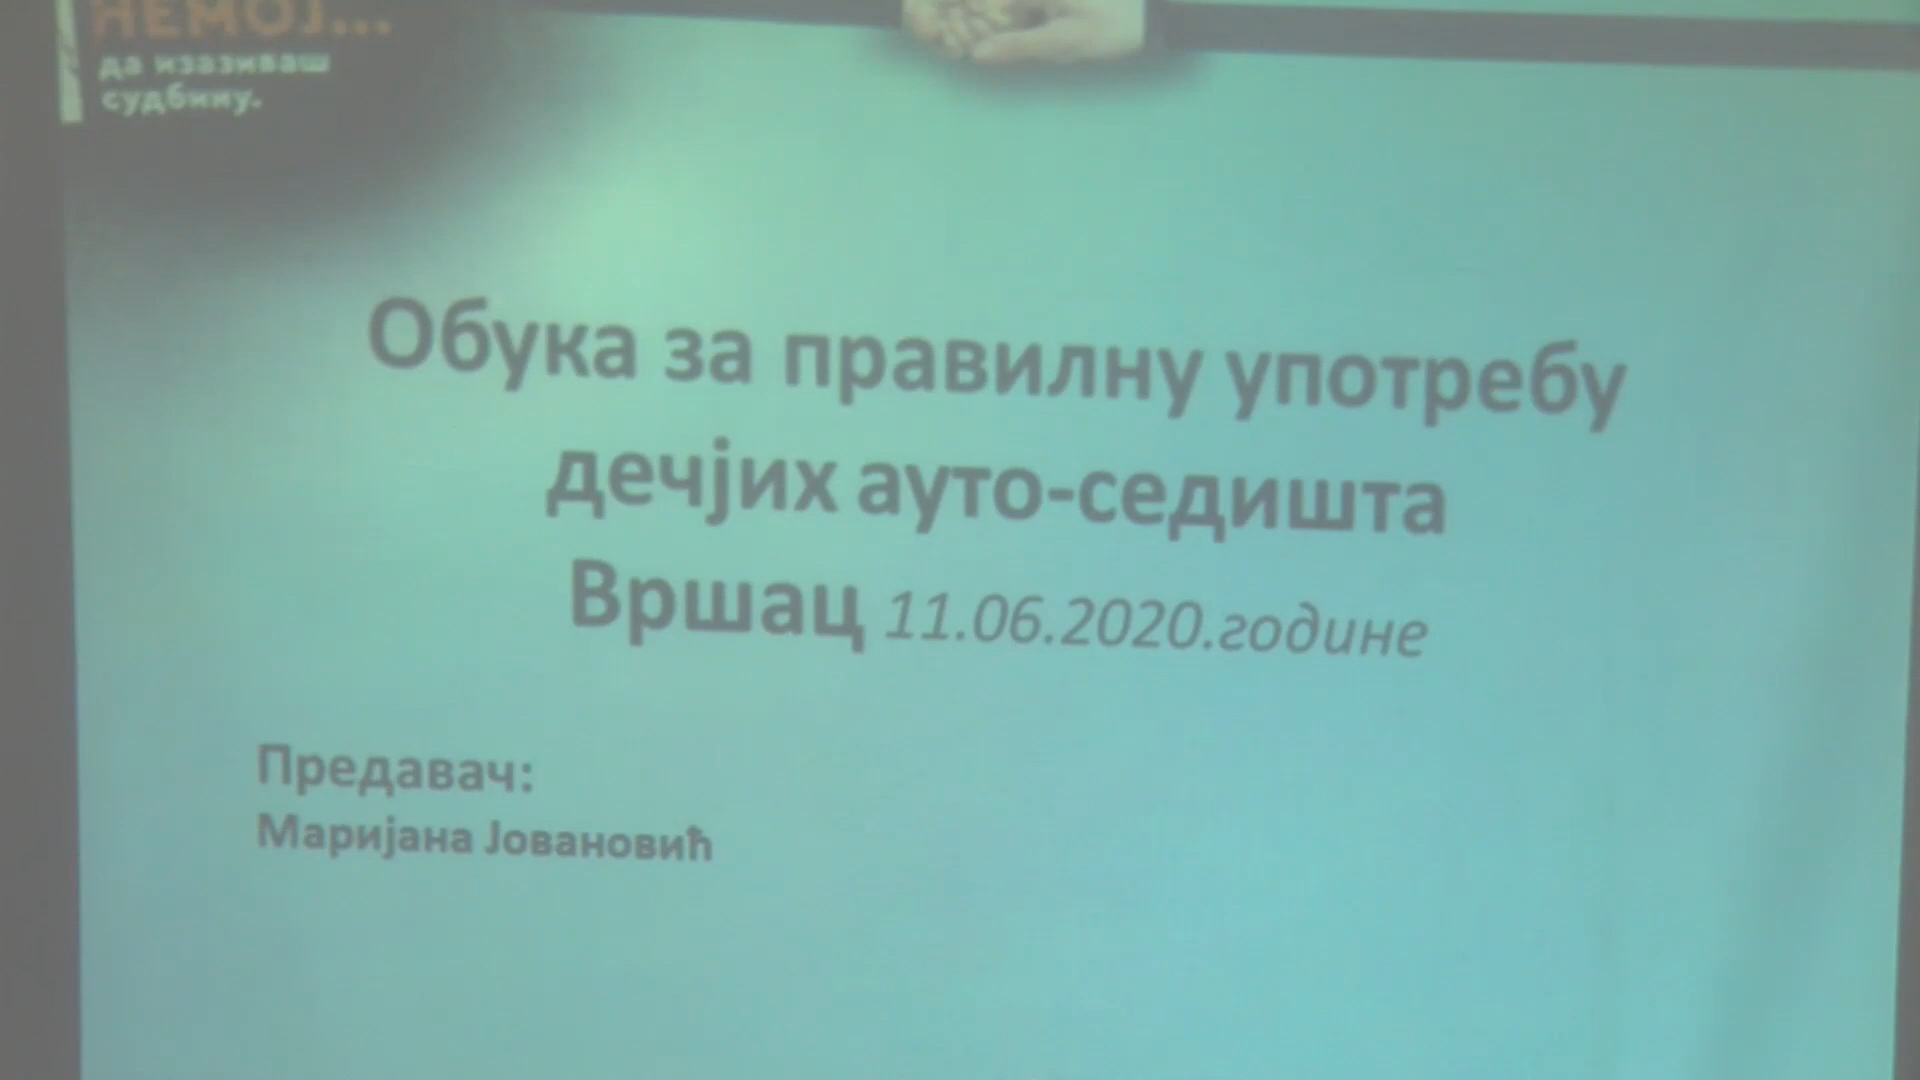 НЕМОЈ...
да изазиваш
судбину.
Обука за правилну употребу
дечјих ауто-седишта
Вршац 11.06.2020.године
Предавач:
Маријана Јовановић